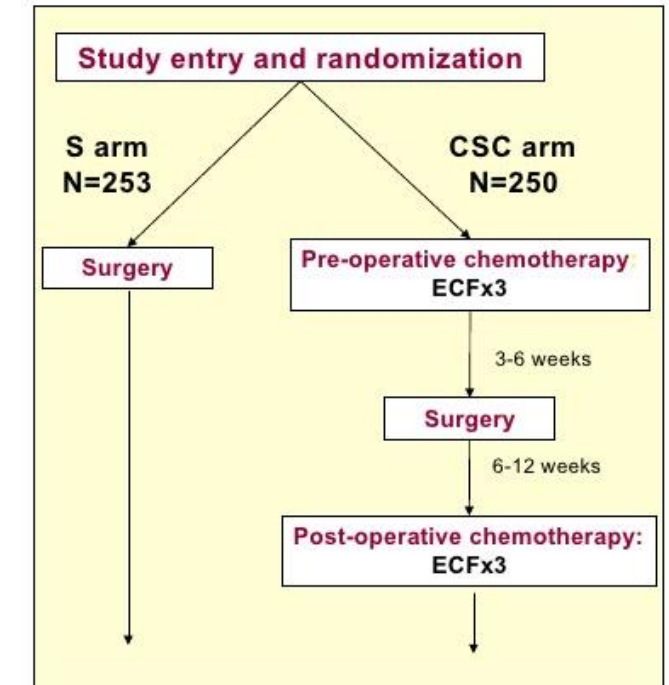 Study entry and randomization
S arm
N=253
CSC arm
N=250
Surgery
Pre-operative chemotherapy:
ECFx3
3-6 weeks
Surgery
6-12 weeks
Post-operative chemotherapy:
ECFx3